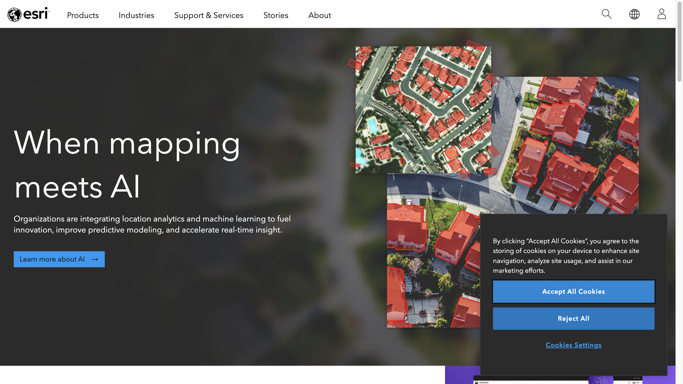 esri
Products
Industries
Support & Services
Stories
About
When mapping
meets AI
Organizations are integrating location analytics and machine learning to fuel
innovation, improve predictive modeling, and accelerate real-time insight.
Learn more about AI →
By clicking “Accept All Cookies”, you agree to the
storing of cookies on your device to enhance site
navigation, analyze site usage, and assist in our
marketing efforts.
Accept All Cookies
Reject All
Cookies Settings